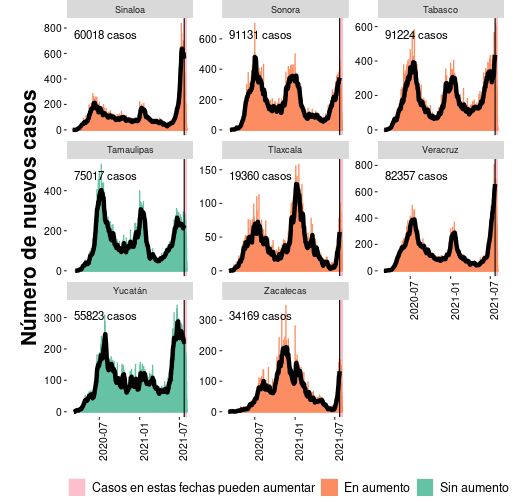 Número de nuevos casos
Sinaloa
Sonora
Tabasco
60018 casos
91131 casos
91224 casos
800
600
400
200
0
600
400
200
0
600
400
200
0
Tamaulipas
Tlaxcala
Veracruz
75017 casos
19360 casos
82357 casos
400
200
0
150
100
50
0
800
600
400
200
0
2020-07
2021-01
2021-07
Yucatán
Zacatecas
55823 casos
34169 casos
300
200
100
0
300
200
100
0
2020-07
2021-01
2021-07
2020-07
2021-01
2021-07
Casos en estas fechas pueden aumentar
En aumento
Sin aumento